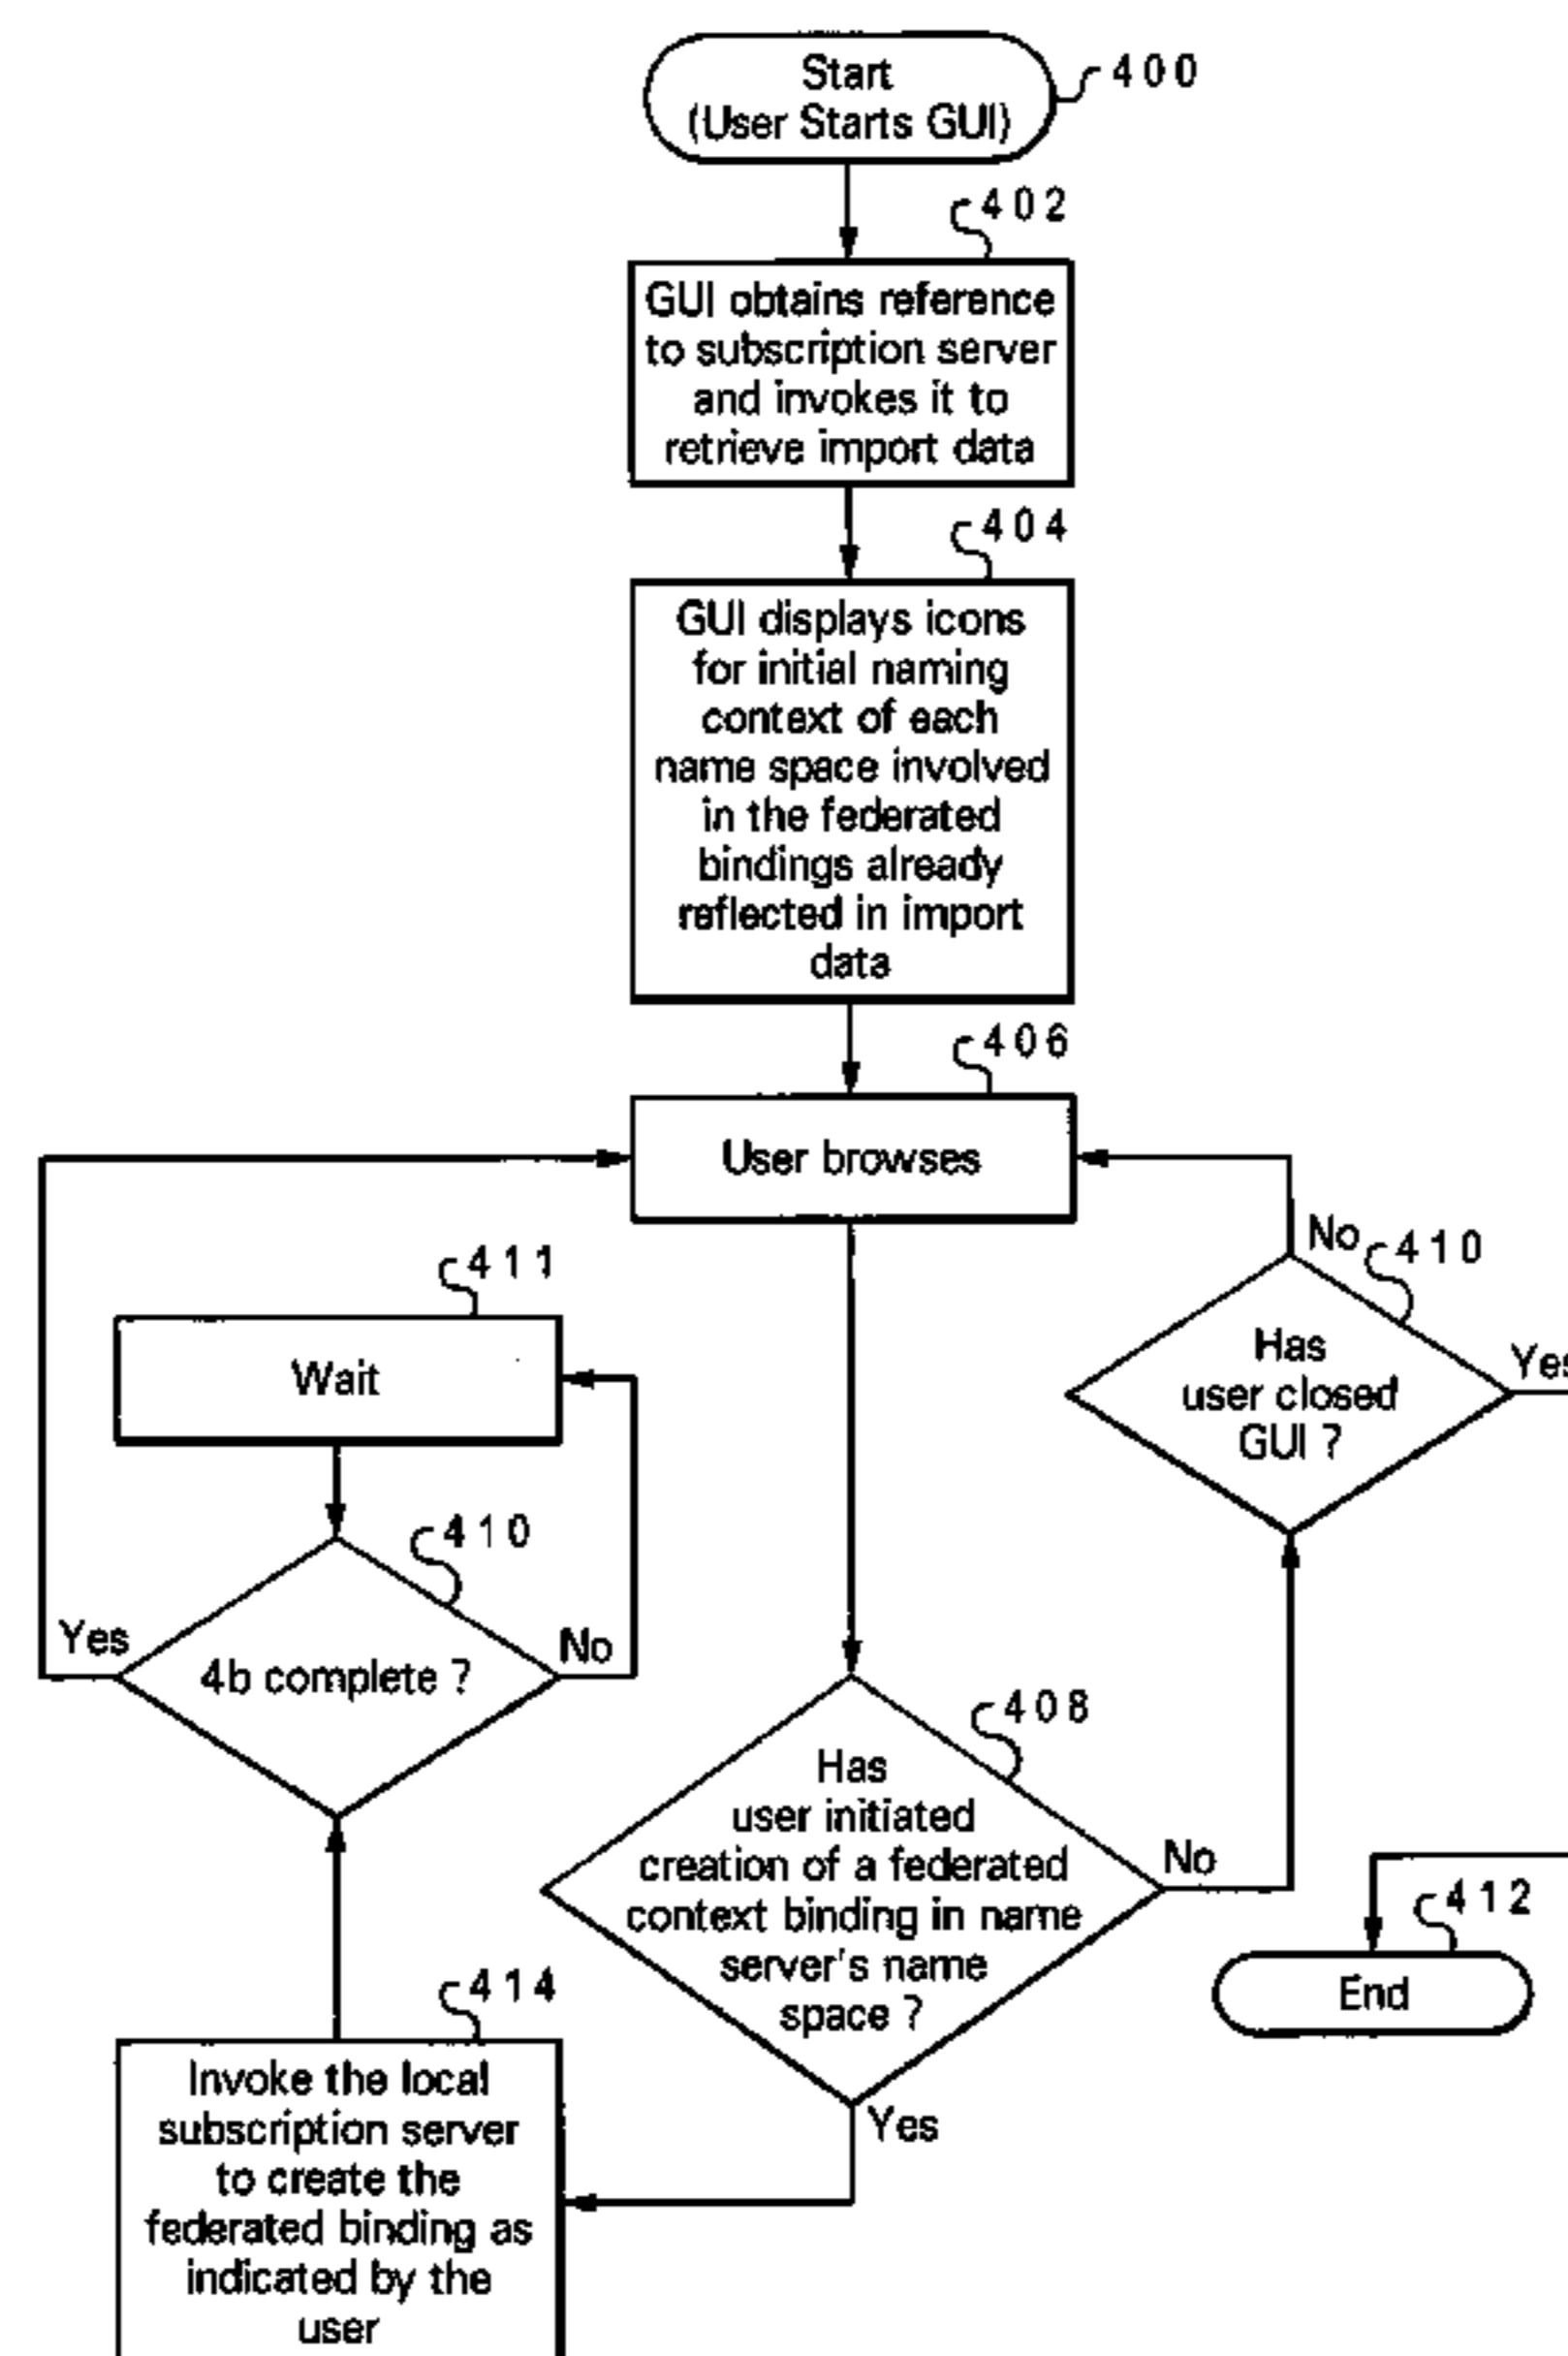 Start
(User Starts GUI)
400
402
GUI obtains reference
to subscription server
and invokes it to
retrieve import data
404
GUI displays icons
for initial naming
context of each
name space involved
in the federated
bindings already
reflected in import
data
406
User browses
411
Wait
410
4b complete ?
Yes
No
No
410
Has
user closed
GUI ?
Yes
408
Has
user initiated
creation of a federated
context binding in name
server's name
space ?
No
Yes
412
End
414
Invoke the local
subscription server
to create the
federated binding as
indicated by the
user